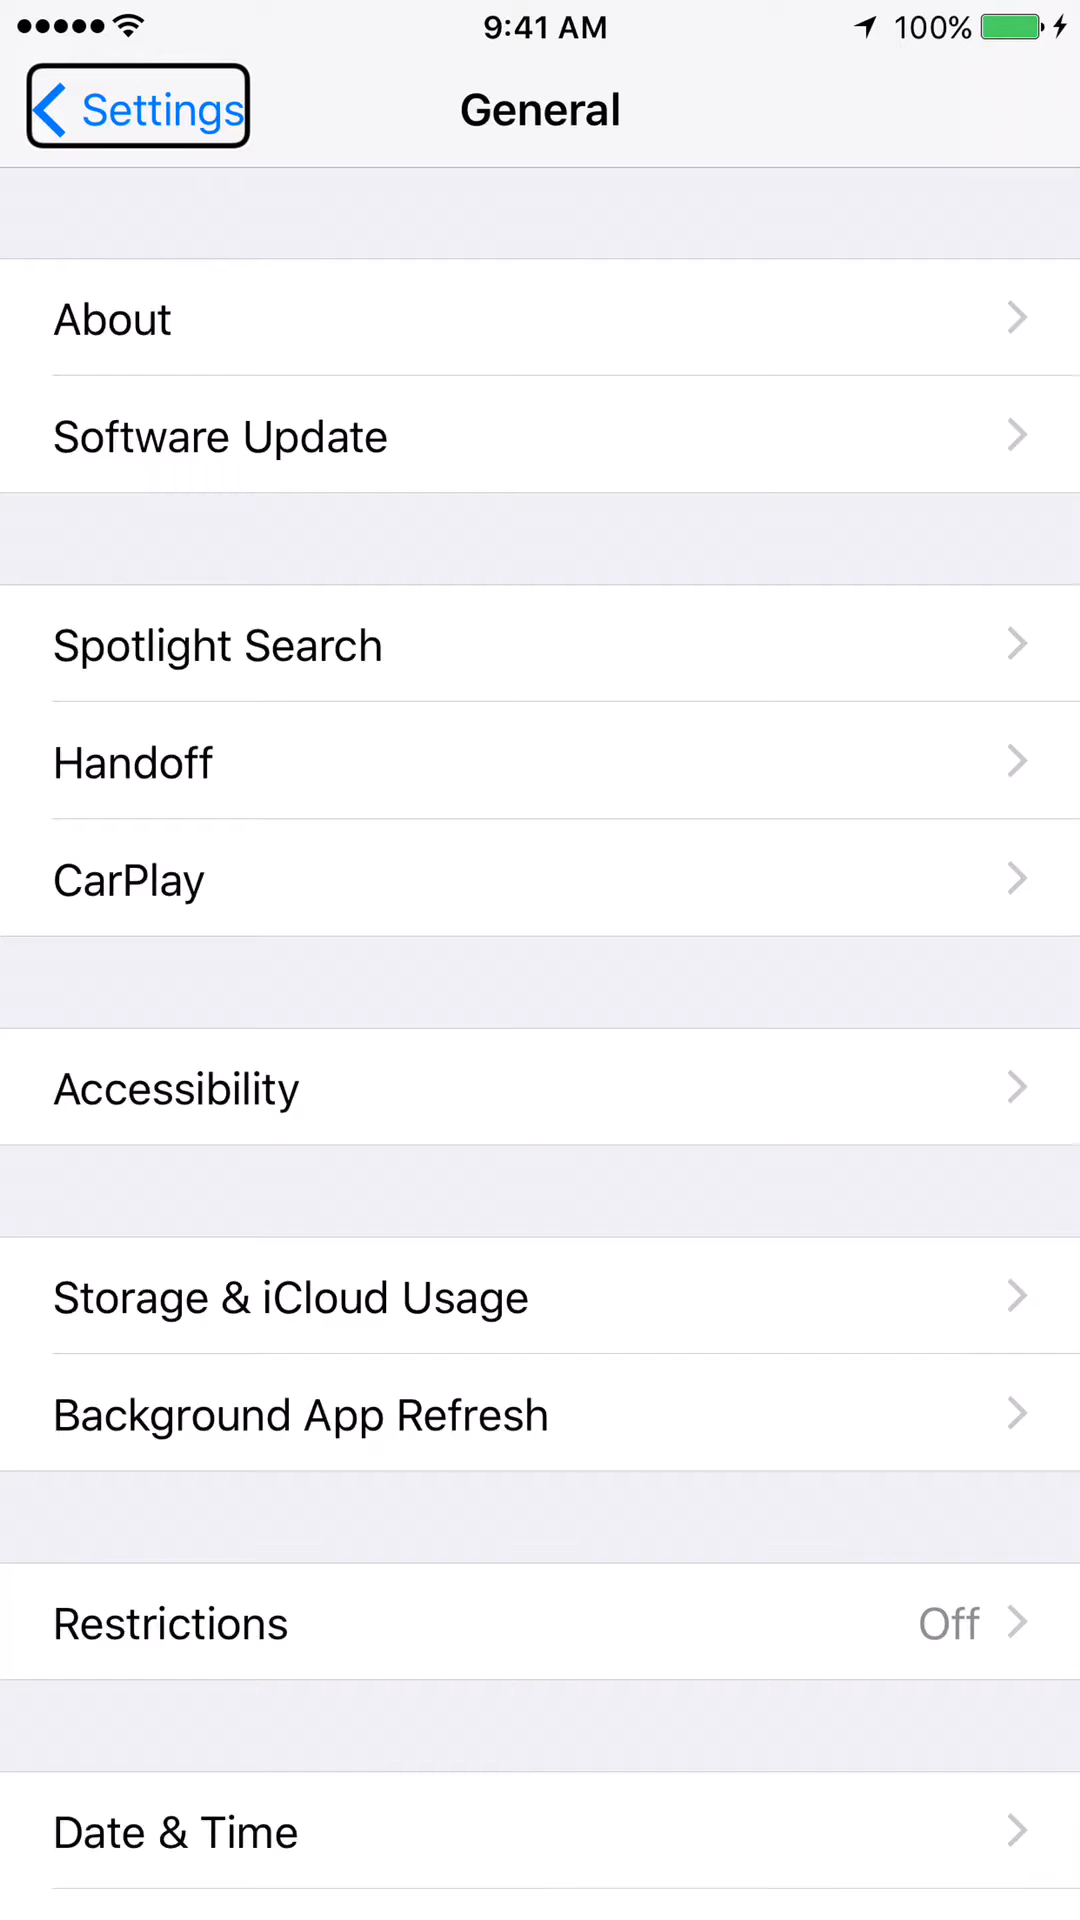 9:41 AM
100%
Settings
General
About
Software Update
Spotlight Search
Handoff
CarPlay
Accessibility
Storage & iCloud Usage
Background App Refresh
Restrictions Off
Date & Time